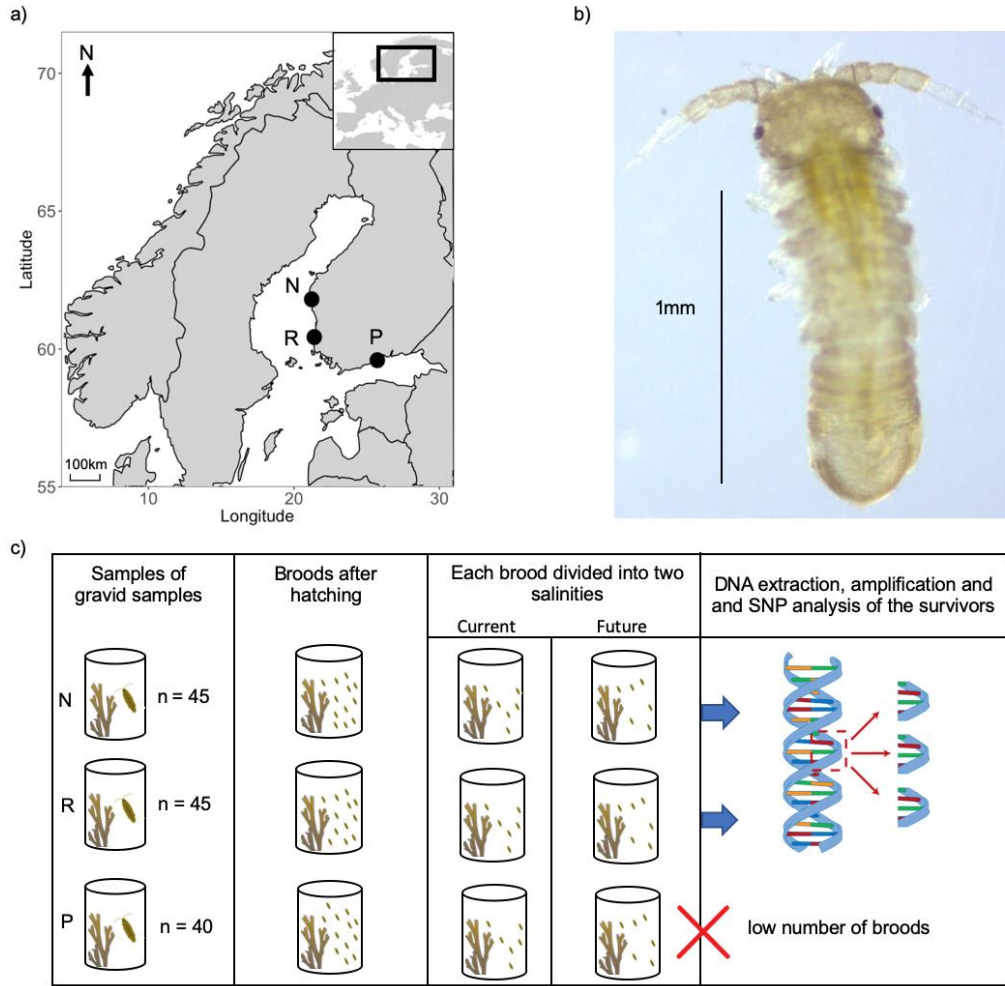 a)
N
70
65
60
55
Latitude
N
R
P
100km
10
20
30
Longitude
b)
1mm
c)
Samples of
gravid samples
Broods after
hatching
Each brood divided into two
salinities
Current
Future
DNA extraction, amplification and
and SNP analysis of the survivors
N
n = 45
R
n = 45
P
n = 40
low number of broods